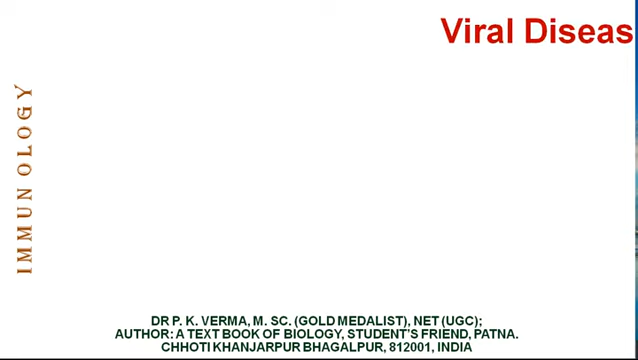 Viral Diseas
IMMUNOLOGY
DR P. K. VERMA, M. SC. (GOLD MEDALIST), NET (UGC);
AUTHOR: A TEXT BOOK OF BIOLOGY, STUDENT'S FRIEND, PATNA.
CHHOTI KHANJARPUR BHAGALPUR, 812001, INDIA